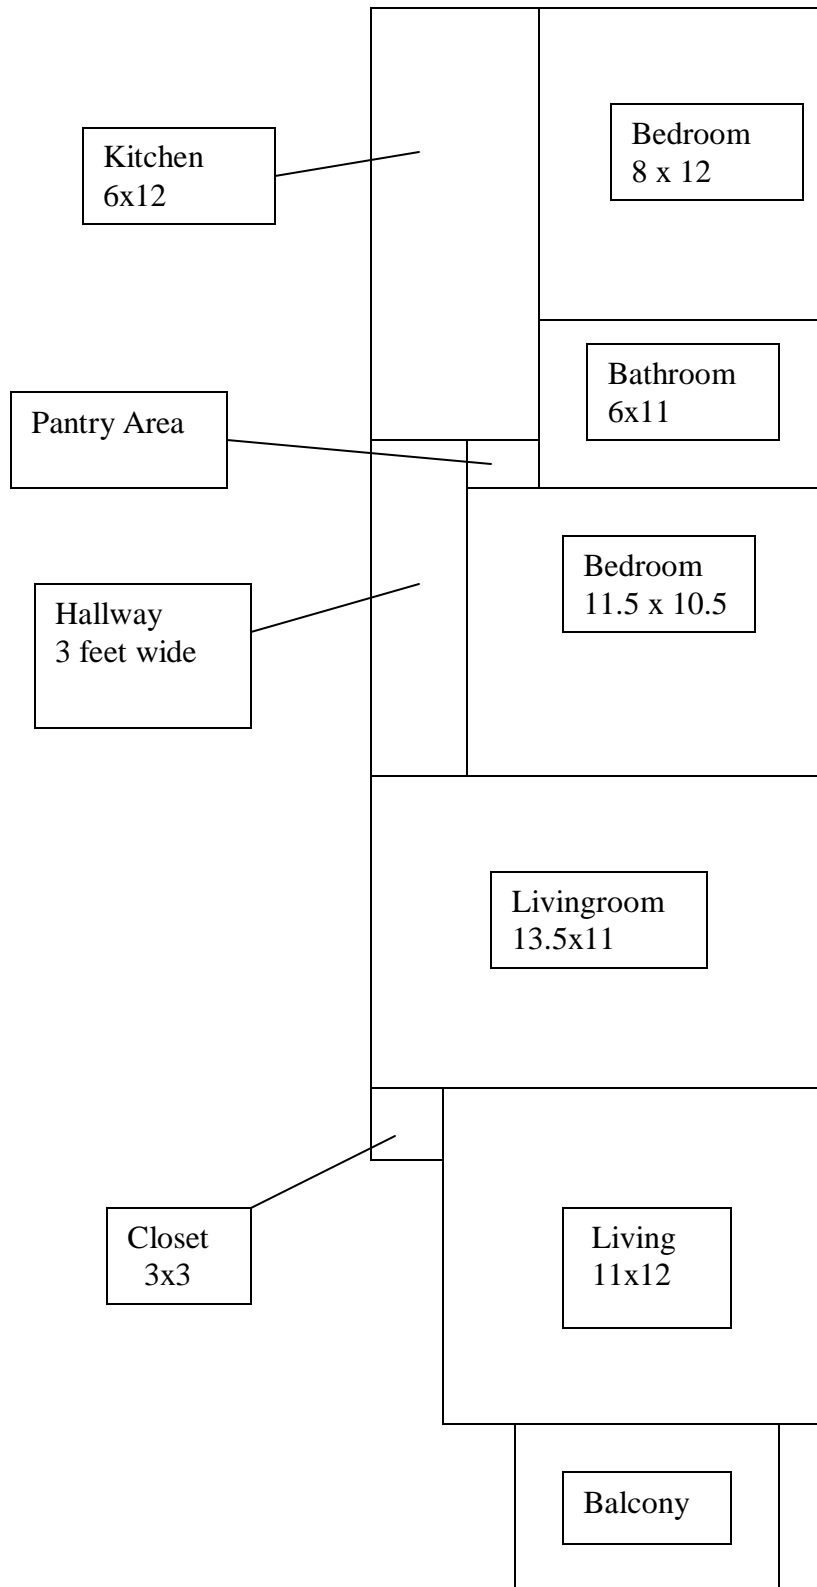 Bedroom
8 x 12
Kitchen
6x12
Bathroom
6x11
Pantry Area
Bedroom
11.5 x 10.5
Hallway
3 feet wide
Livingroom
13.5x11
Closet
3x3
Living
11x12
Balcony